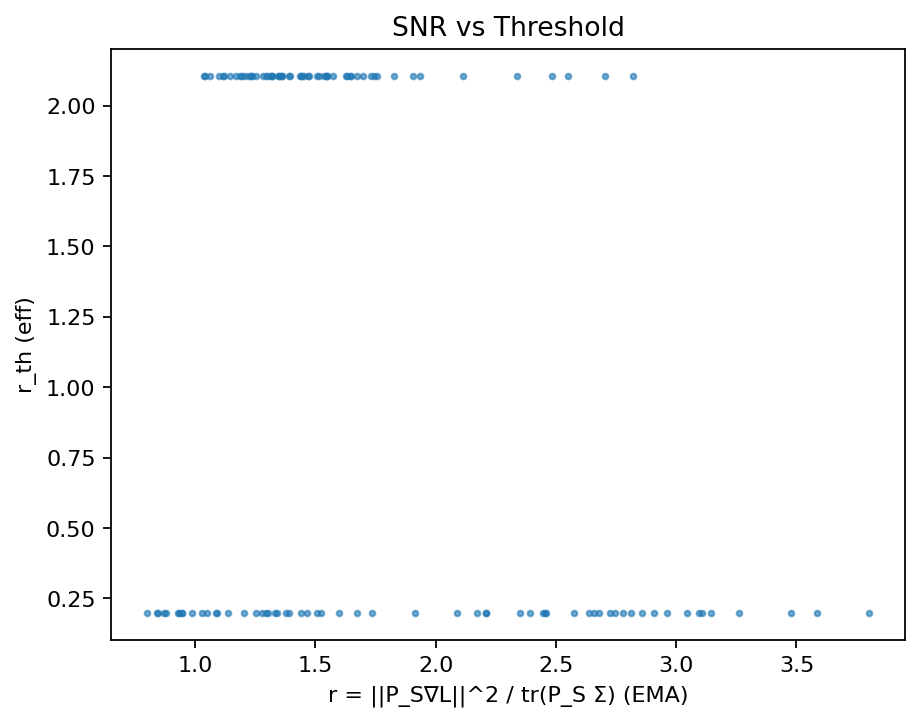 SNR vs Threshold
r_th (eff)
2.00
1.75
1.50
1.25
1.00
0.75
0.50
0.25
1.0 1.5 2.0 2.5 3.0 3.5
r = ||P_S∇L||^2 / tr(P_S Σ) (EMA)